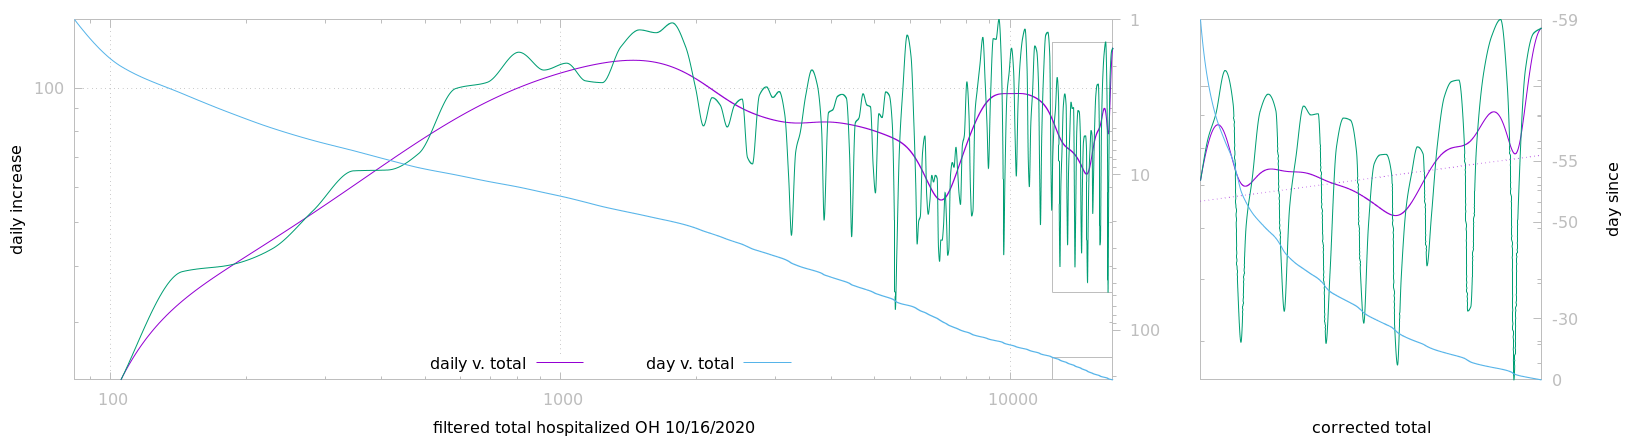 1
-59
100
daily increase
10
-55
-50
day since
100
-30
daily v. total
day v. total
0
100
1000
10000
filtered total hospitalized OH 10/16/2020
corrected total